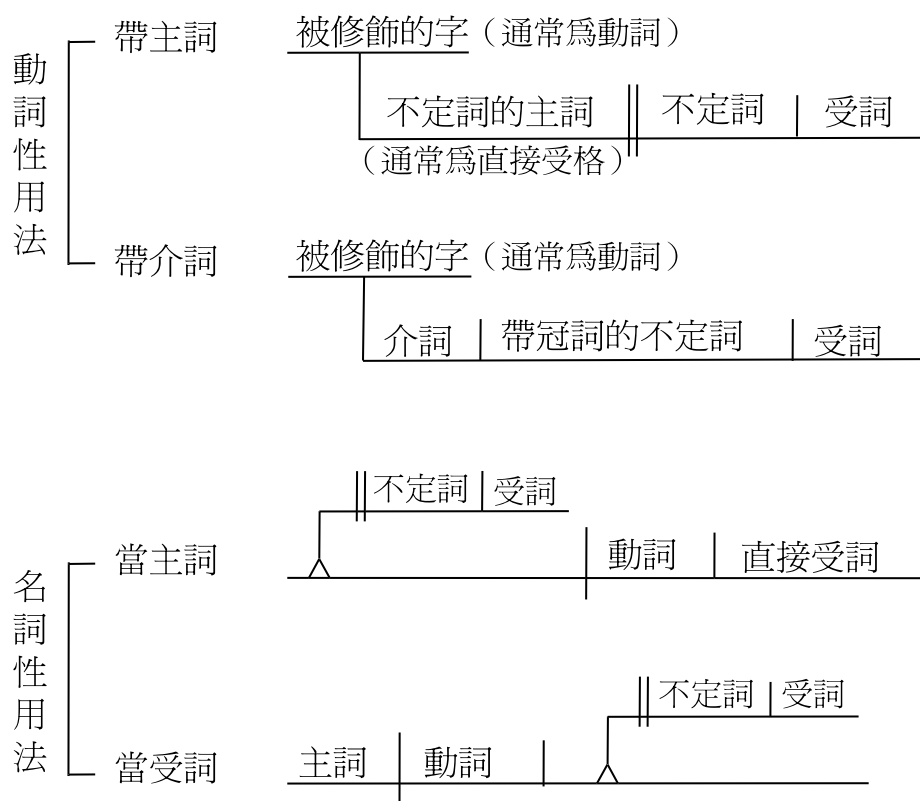 動詞性用法
帶主詞
被修飾的字（通常爲動詞）
不定詞的主詞 不定詞 受詞
（通常爲直接受格）
帶介詞
被修飾的字（通常爲動詞）
介詞 帶冠詞的不定詞 受詞
名詞性用法
當主詞
不定詞 受詞
動詞 直接受詞
當受詞
不定詞 受詞
主詞 動詞